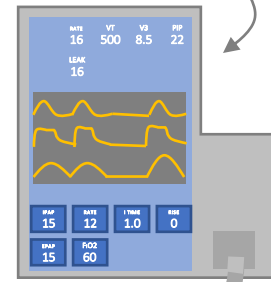 RATE VT V3 PIP
16 500 8.5 22
LEAK
16
IPAP RATE I TIME RISE
15 12 1.0 0
EPAP FiO2
15 60